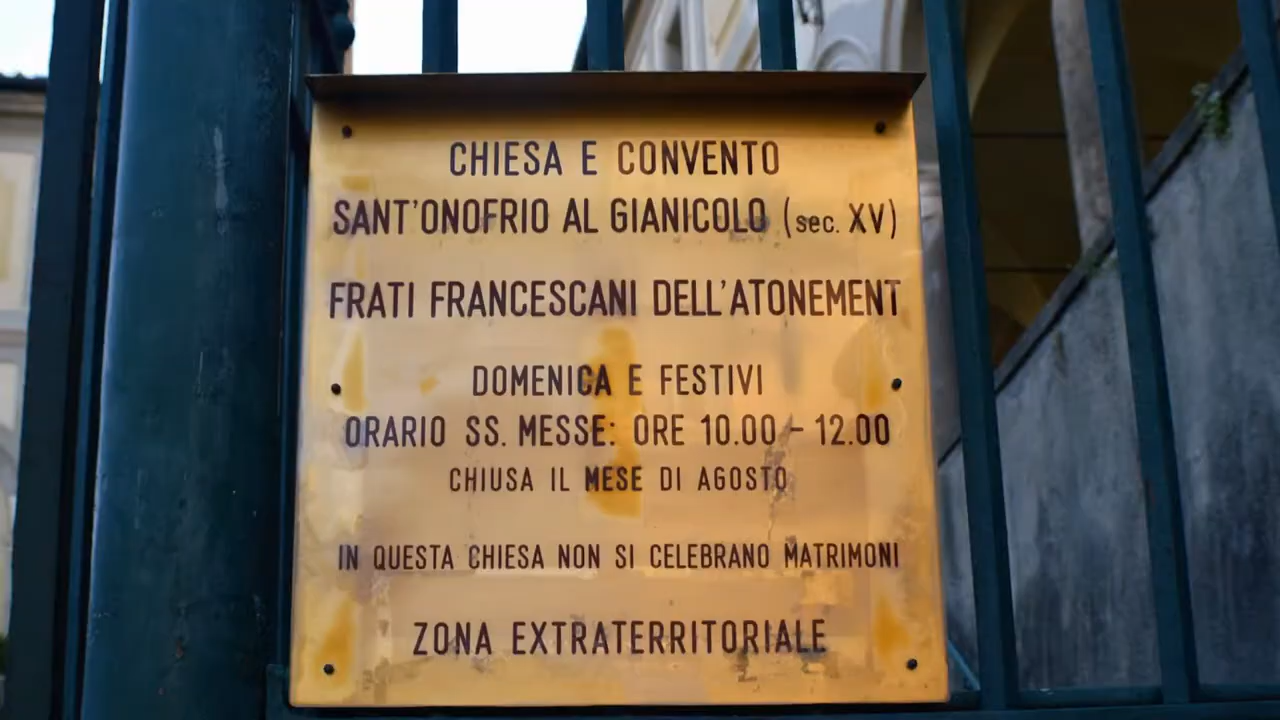 CHIESA E CONVENTO
SANT'ONOFRIO AL GIANICOLO (sec. XV)
FRATI FRANCESCANI DELL'ATONEMENT
DOMENICA E FESTIVI
ORARIO SS. MESSE: ORE 10.00 - 12.00
CHIUSA IL MESE DI AGOSTO
IN QUESTA CHIESA NON SI CELEBRANO MATRIMONI
ZONA EXTRATERRITORIALE